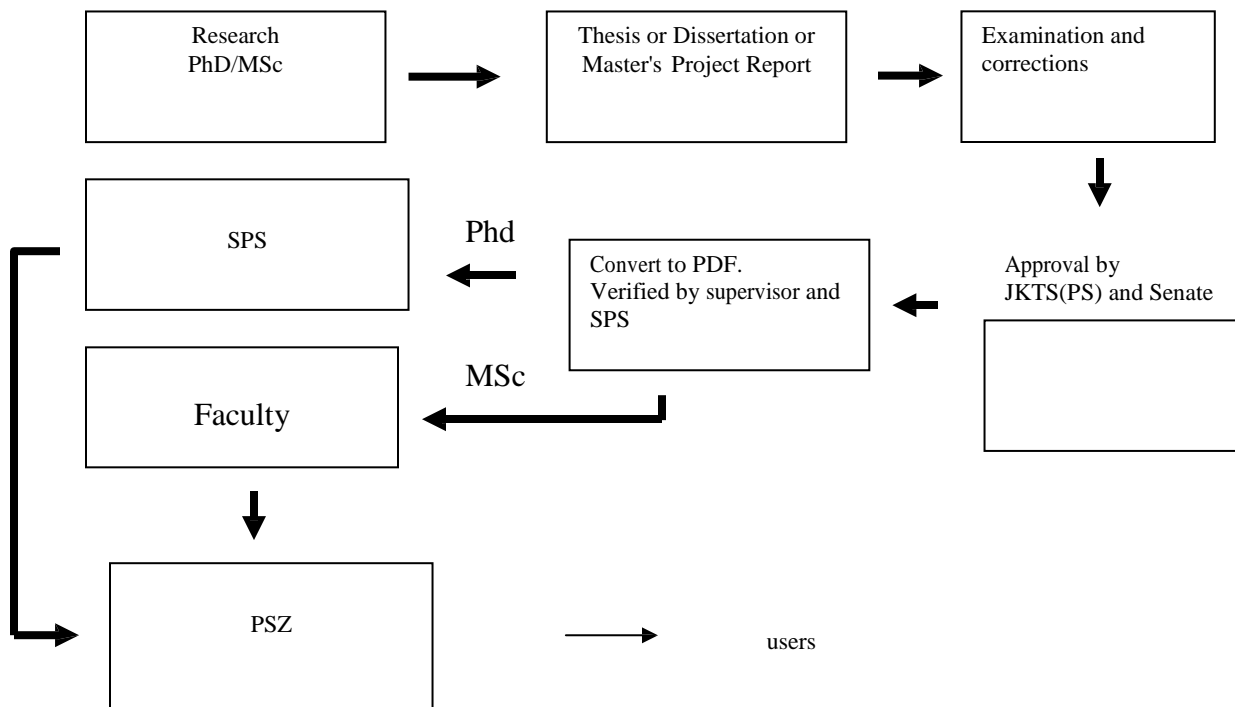 Research
PhD/MSc
Thesis or Dissertation or
Master's Project Report
Examination and
corrections
SPS
Phd
Convert to PDF.
Verified by supervisor and
SPS
Approval by
JKTS(PS) and Senate
MSc
Faculty
PSZ
users